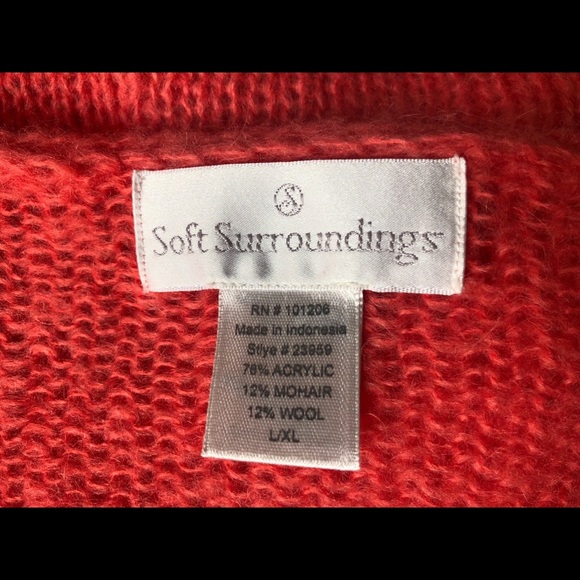 S
Soft Surroundings
RN # 101206
Made in Indonesia
Stlye # 23959
76% ACRYLIC
12% MOHAIR
12% WOOL
L/XL